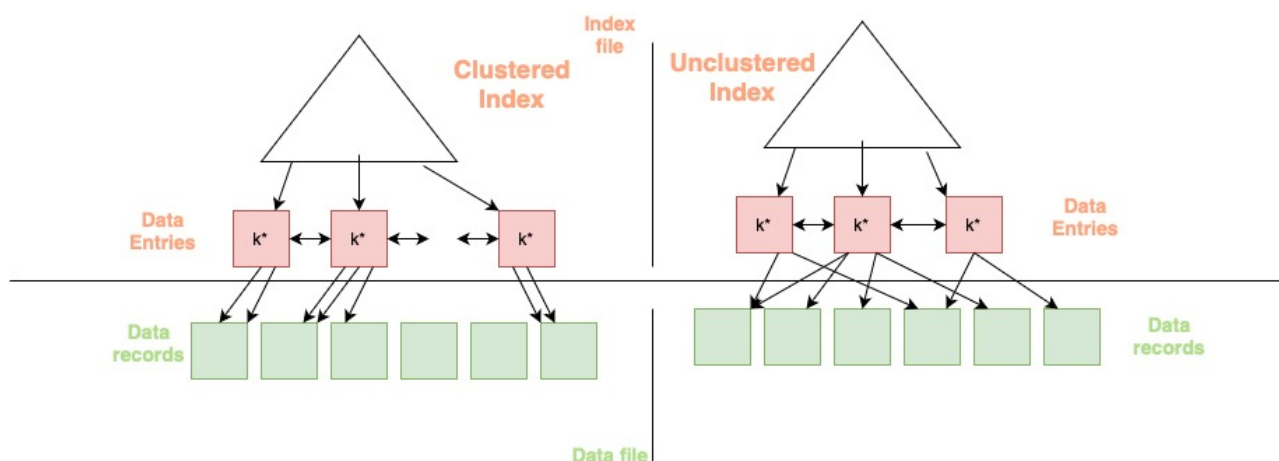 Index
file
Clustered
Index
Unclustered
Index
Data
Entries
k*
k*
k*
k*
k*
k*
Data
Entries
Data
records
Data
records
Data file